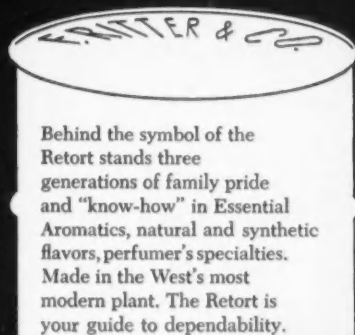 F. RITTER & CO.
Behind the symbol of the
Retort stands three
generations of family pride
and "know-how" in Essential
Aromatics, natural and synthetic
flavors, perfumer's specialties.
Made in the West's most
modern plant. The Retort is
your guide to dependability.